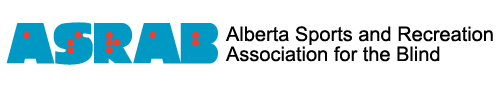 ASRAB
Alberta Sports and Recreation
Association for the Blind